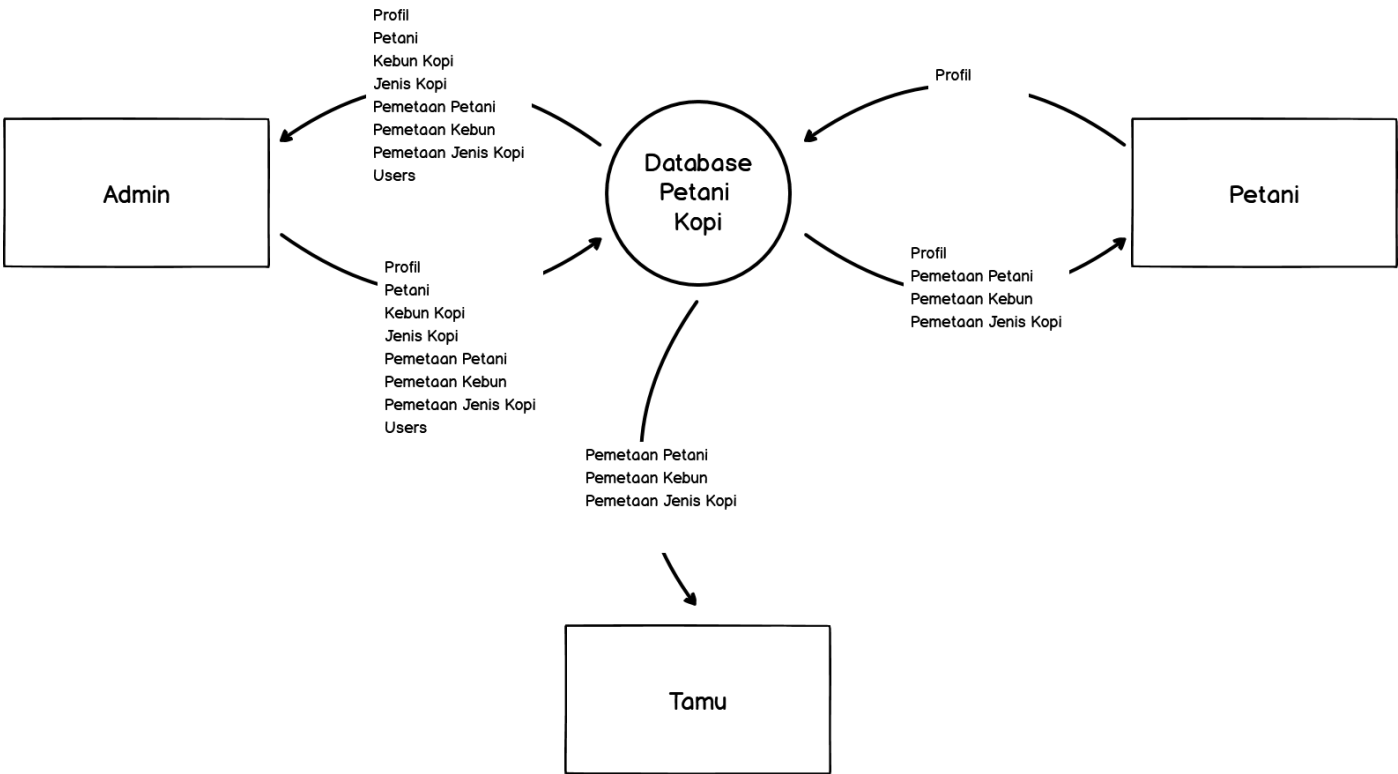 Profil
Petani
Kebun Kopi
Jenis Kopi
Pemetaan Petani
Pemetaan Kebun
Pemetaan Jenis Kopi
Users
Profil
Admin
Database
Petani
Kopi
Petani
Profil
Petani
Kebun Kopi
Jenis Kopi
Pemetaan Petani
Pemetaan Kebun
Pemetaan Jenis Kopi
Users
Profil
Pemetaan Petani
Pemetaan Kebun
Pemetaan Jenis Kopi
Pemetaan Petani
Pemetaan Kebun
Pemetaan Jenis Kopi
Tamu